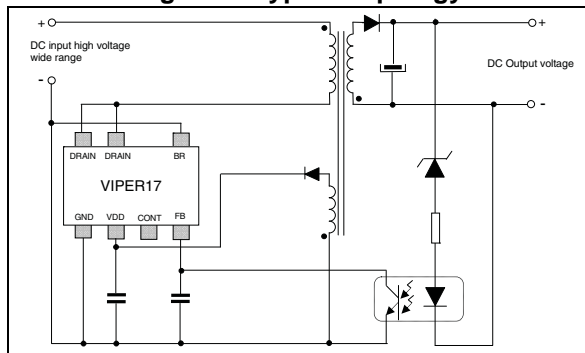 +
+
DC input high voltage
wide range
DC Output voltage
-
-
DRAIN
DRAIN
BR
VIPER17
GND
VDD
CONT
FB